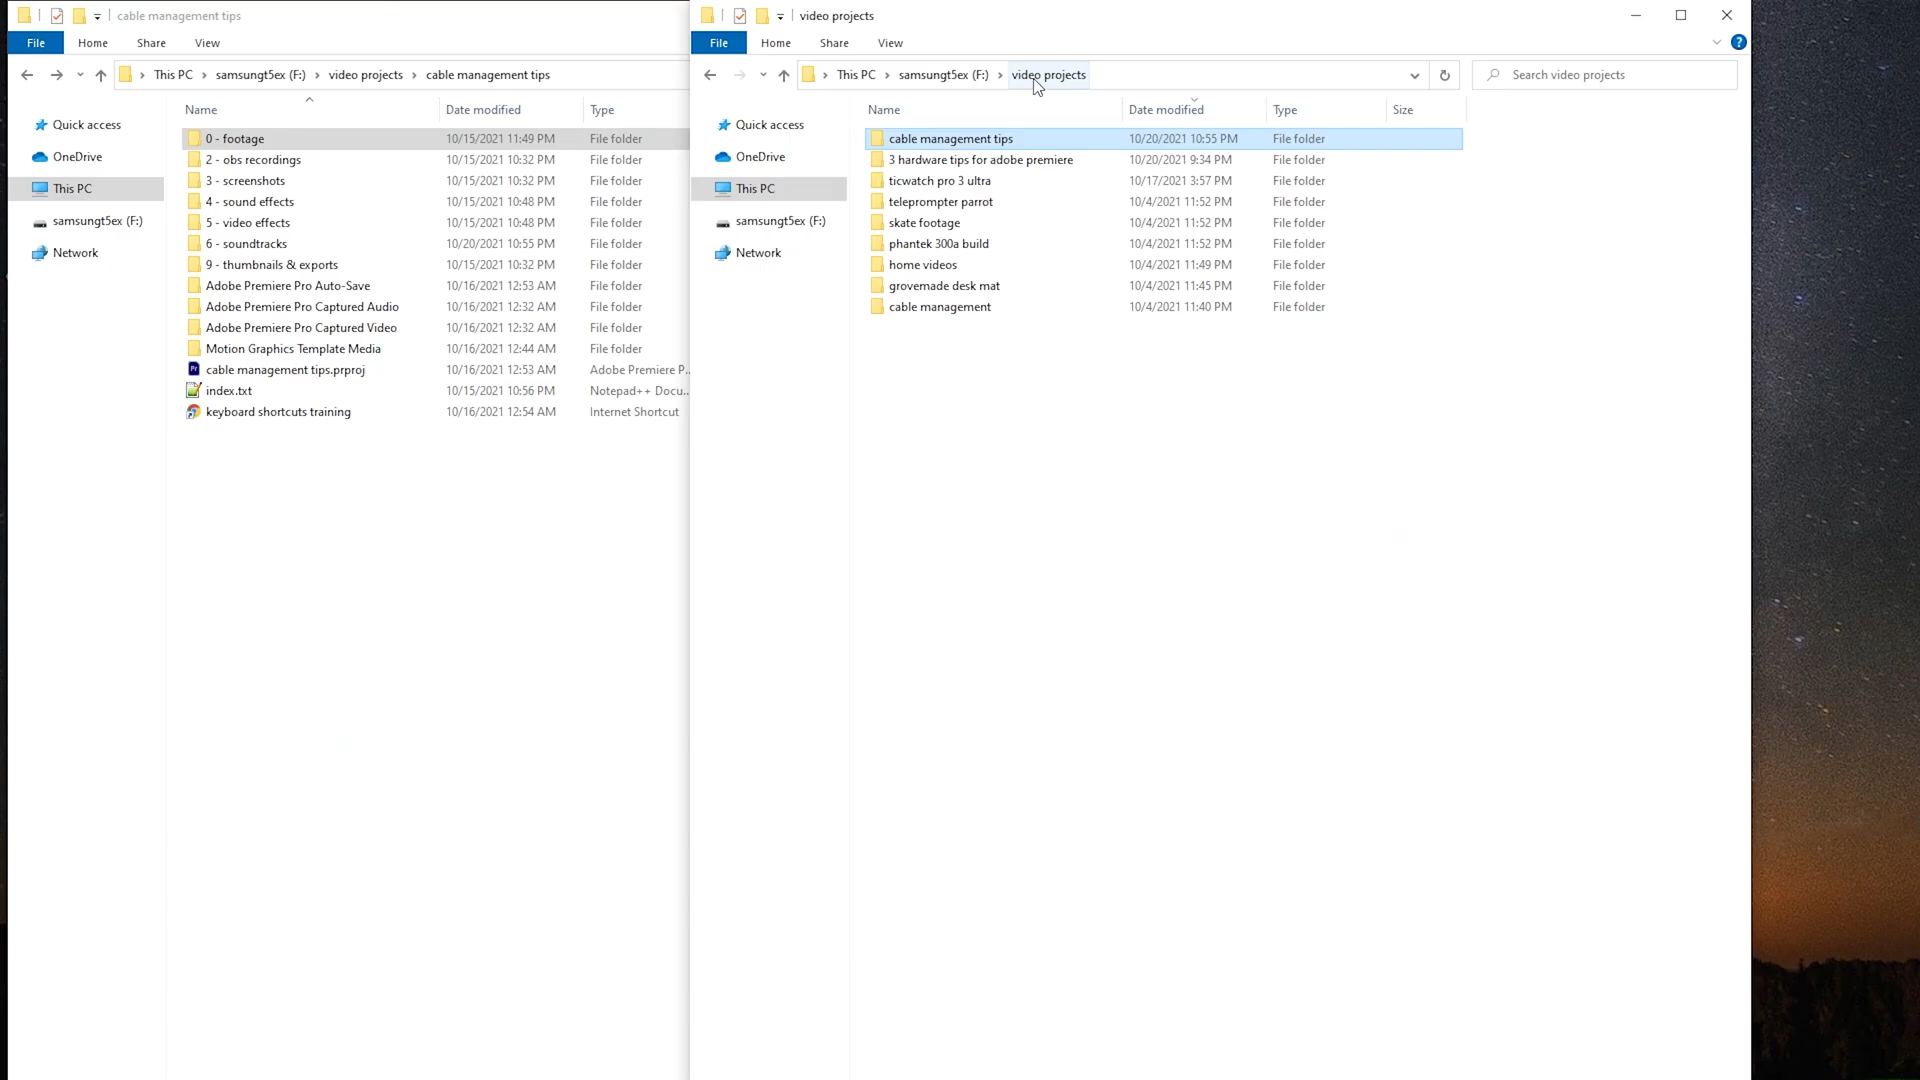 cable management tips
File Home Share View
This PC > samsungt5ex (F:) > video projects > cable management tips
Quick access
OneDrive
This PC
samsungt5ex (F:)
Network
Name Date modified Type
0 - footage 10/15/2021 11:49 PM File folder
2 - obs recordings 10/15/2021 10:32 PM File folder
3 - screenshots 10/15/2021 10:32 PM File folder
4 - sound effects 10/15/2021 10:48 PM File folder
5 - video effects 10/15/2021 10:48 PM File folder
6 - soundtracks 10/20/2021 10:55 PM File folder
9 - thumbnails & exports 10/15/2021 10:32 PM File folder
Adobe Premiere Pro Auto-Save 10/16/2021 12:53 AM File folder
Adobe Premiere Pro Captured Audio 10/16/2021 12:32 AM File folder
Adobe Premiere Pro Captured Video 10/16/2021 12:32 AM File folder
Motion Graphics Template Media 10/16/2021 12:44 AM File folder
cable management tips.prproj 10/16/2021 12:53 AM Adobe Premiere P...
index.txt 10/15/2021 10:56 PM Notepad++ Docu...
keyboard shortcuts training 10/16/2021 12:54 AM Internet Shortcut
video projects
File Home Share View
This PC > samsungt5ex (F:) > video projects
Search video projects
Quick access
OneDrive
This PC
samsungt5ex (F:)
Network
Name Date modified Type Size
cable management tips 10/20/2021 10:55 PM File folder
3 hardware tips for adobe premiere 10/20/2021 9:34 PM File folder
ticwatch pro 3 ultra 10/17/2021 3:57 PM File folder
teleprompter parrot 10/4/2021 11:52 PM File folder
skate footage 10/4/2021 11:52 PM File folder
phantek 300a build 10/4/2021 11:52 PM File folder
home videos 10/4/2021 11:49 PM File folder
grovemade desk mat 10/4/2021 11:45 PM File folder
cable management 10/4/2021 11:40 PM File folder